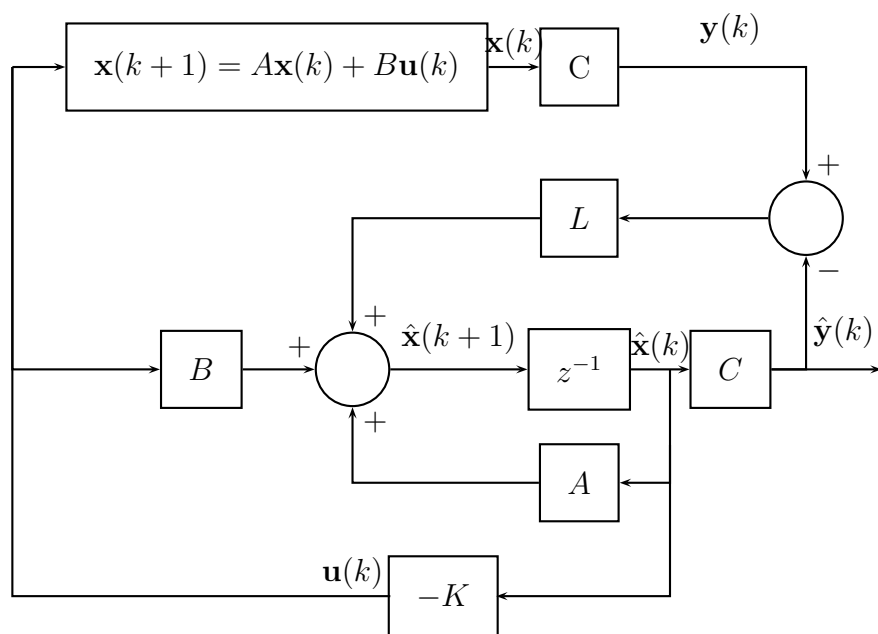 𝐱(k)
𝐲(k)
𝐱(k + 1) = A𝐱(k) + B𝐮(k)
C
+
L
−
+
𝐱̂(k + 1)
𝐱̂(k)
𝐲̂(k)
+
B
z⁻¹
C
+
A
𝐮(k)
−K